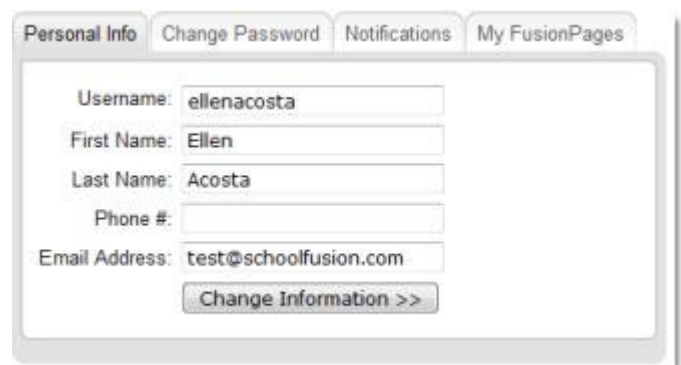 Personal Info Change Password Notifications My FusionPages
Username: ellenacosta
First Name: Ellen
Last Name: Acosta
Phone #:
Email Address: test@schoolfusion.com
Change Information >>